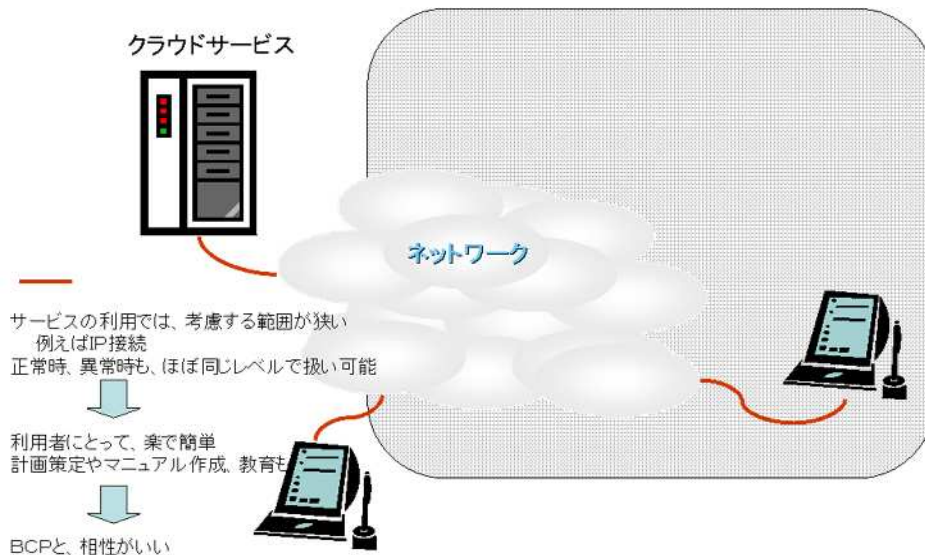 クラウドサービス
ネットワーク
サービスの利用では、考慮する範囲が狭い
例えばIP接続
正常時、異常時も、ほぼ同じレベルで扱い可能
利用者にとって、楽で簡単
計画策定やマニュアル作成、教育も
BCPと、相性がいい